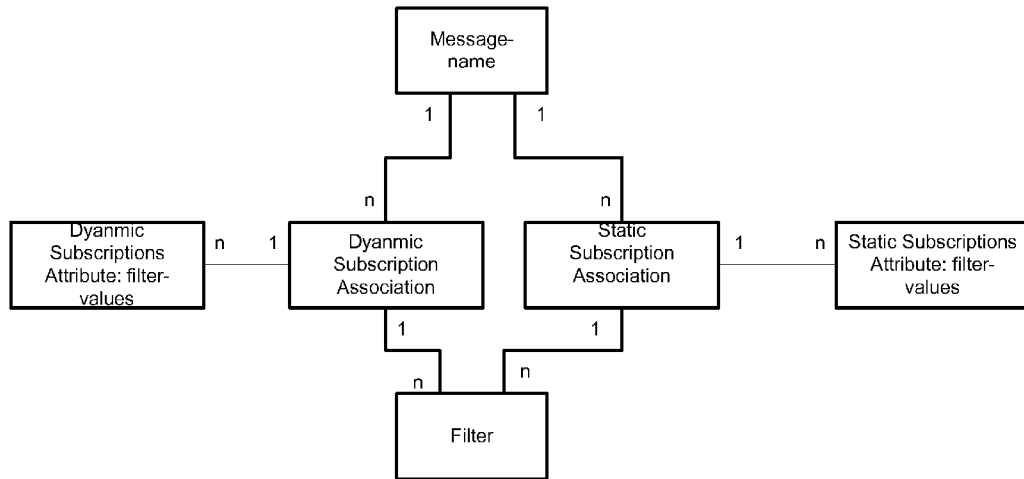 Message-
name
1
1
n
n
Dyanmic
Subscriptions
Attribute: filter-
values
n
1
Dyanmic
Subscription
Association
Static
Subscription
Association
1
n
Static Subscriptions
Attribute: filter-
values
1
1
n
n
Filter